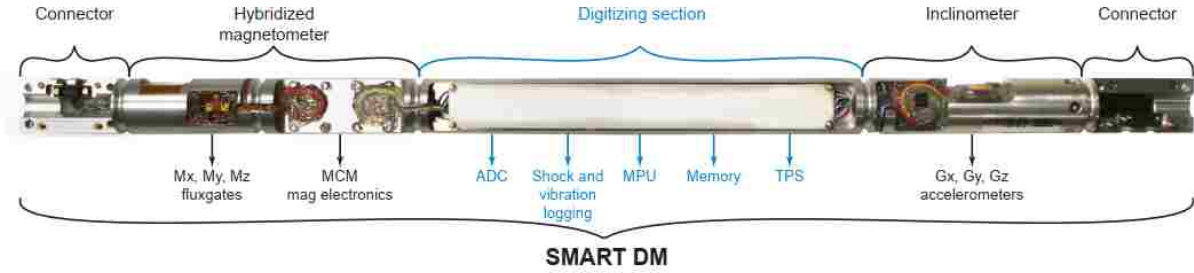 Connector
Hybridized
magnetometer
Digitizing section
Inclinometer
Connector
Mx, My, Mz
fluxgates
MCM
mag electronics
ADC
Shock and
vibration
logging
MPU
Memory
TPS
Gx, Gy, Gz
accelerometers
SMART DM